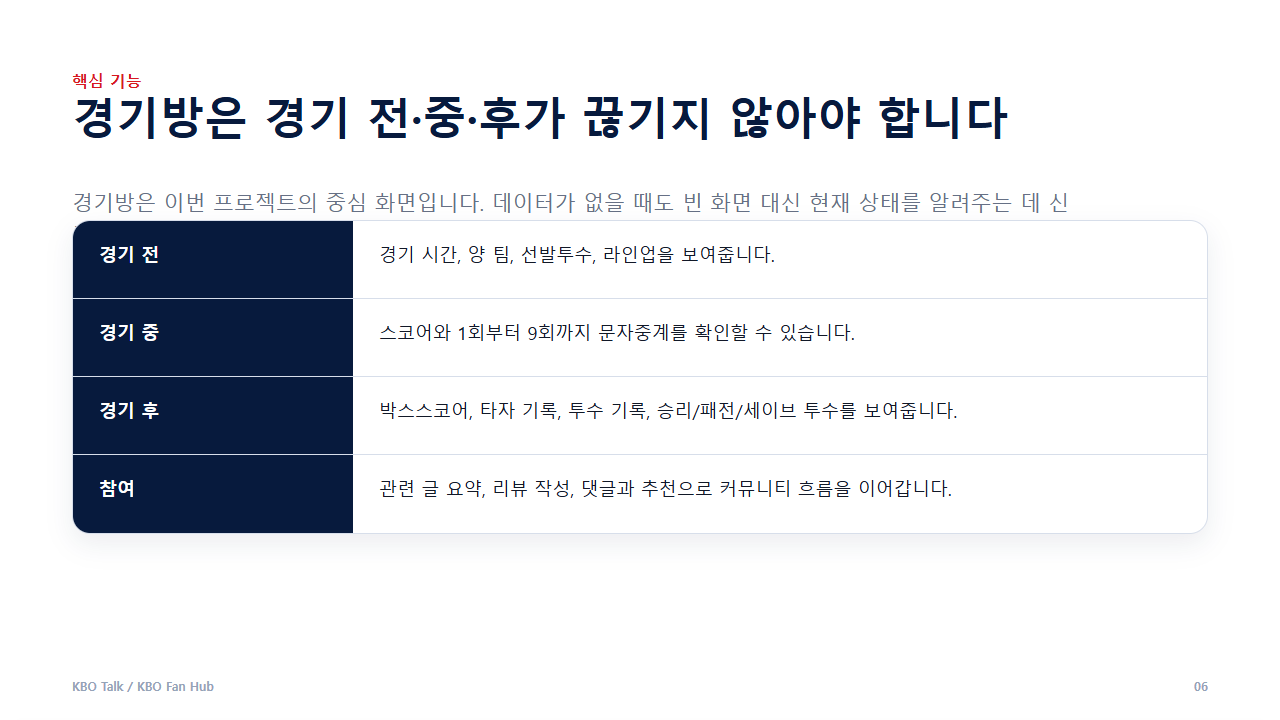 핵심 기능
경기방은 경기 전·중·후가 끊기지 않아야 합니다
경기방은 이번 프로젝트의 중심 화면입니다. 데이터가 없을 때도 빈 화면 대신 현재 상태를 알려주는 데 신
경기 전
경기 시간, 양 팀, 선발투수, 라인업을 보여줍니다.
경기 중
스코어와 1회부터 9회까지 문자중계를 확인할 수 있습니다.
경기 후
박스스코어, 타자 기록, 투수 기록, 승리/패전/세이브 투수를 보여줍니다.
참여
관련 글 요약, 리뷰 작성, 댓글과 추천으로 커뮤니티 흐름을 이어갑니다.
KBO Talk / KBO Fan Hub
06